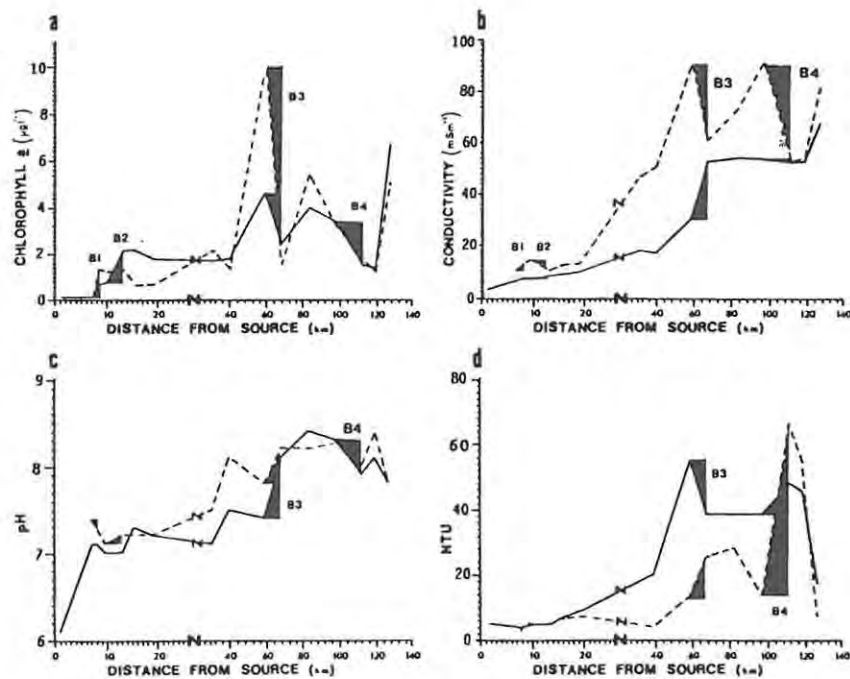 a
CHLOROPHYLL a (µgl⁻¹)
10
8
6
4
2
0
B1
B2
B3
B4
N
N
0 10 20 40 60 80 100 120 140
DISTANCE FROM SOURCE (km)
b
CONDUCTIVITY (mSm⁻¹)
100
80
60
40
20
0
B1
B2
B3
B4
N
N
N
0 10 20 40 60 80 100 120 140
DISTANCE FROM SOURCE (km)
c
pH
9
8
7
6
B4
B3
N
N
N
0 10 20 40 60 80 100 120 140
DISTANCE FROM SOURCE (km)
d
NTU
80
60
40
20
0
B3
B4
N
N
N
0 10 20 40 60 80 100 120 140
DISTANCE FROM SOURCE (km)